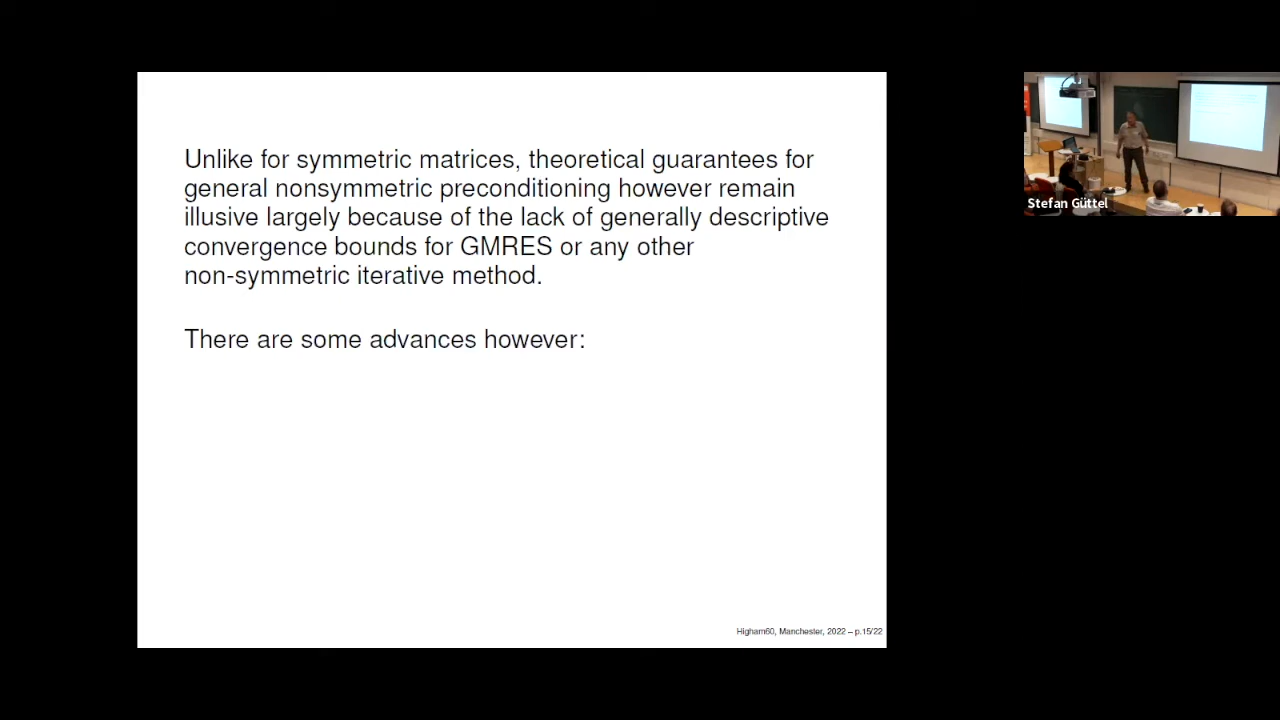 Unlike for symmetric matrices, theoretical guarantees for
general nonsymmetric preconditioning however remain
illusive largely because of the lack of generally descriptive
convergence bounds for GMRES or any other
non-symmetric iterative method.
There are some advances however:
Higham60, Manchester, 2022 – p.15/22
Stefan Güttel